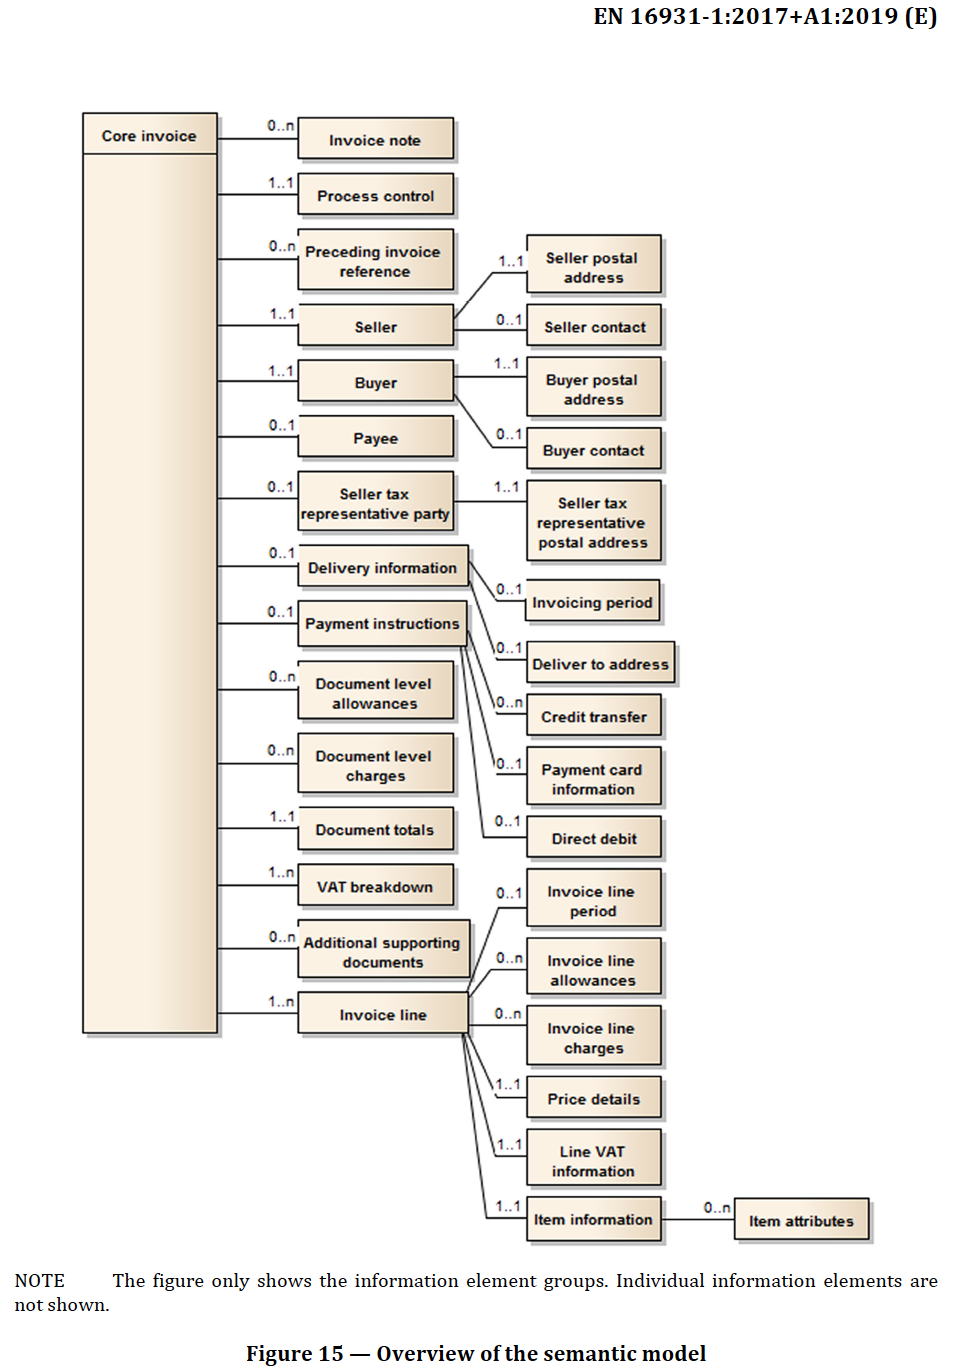 EN 16931-1:2017+A1:2019 (E)
Core invoice
0..n
Invoice note
1..1
Process control
0..n
Preceding invoice
reference
1..1
Seller
1..1
Seller postal
address
0..1
Seller contact
1..1
Buyer
1..1
Buyer postal
address
0..1
Buyer contact
0..1
Payee
0..1
Seller tax
representative party
1..1
Seller tax
representative
postal address
0..1
Delivery information
0..1
Invoicing period
0..1
Deliver to address
0..1
Payment instructions
0..n
Credit transfer
0..1
Payment card
information
0..1
Direct debit
0..n
Document level
allowances
0..n
Document level
charges
1..1
Document totals
1..n
VAT breakdown
0..n
Additional supporting
documents
1..n
Invoice line
0..1
Invoice line
period
0..n
Invoice line
allowances
0..n
Invoice line
charges
1..1
Price details
1..1
Line VAT
information
1..1
Item information
0..n
Item attributes
NOTE The figure only shows the information element groups. Individual information elements are
not shown.
Figure 15 — Overview of the semantic model